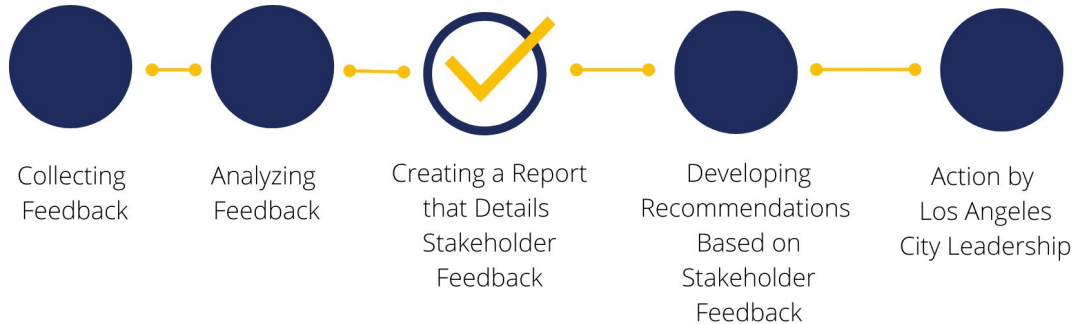 Collecting
Feedback
Analyzing
Feedback
Creating a Report
that Details
Stakeholder
Feedback
Developing
Recommendations
Based on
Stakeholder
Feedback
Action by
Los Angeles
City Leadership